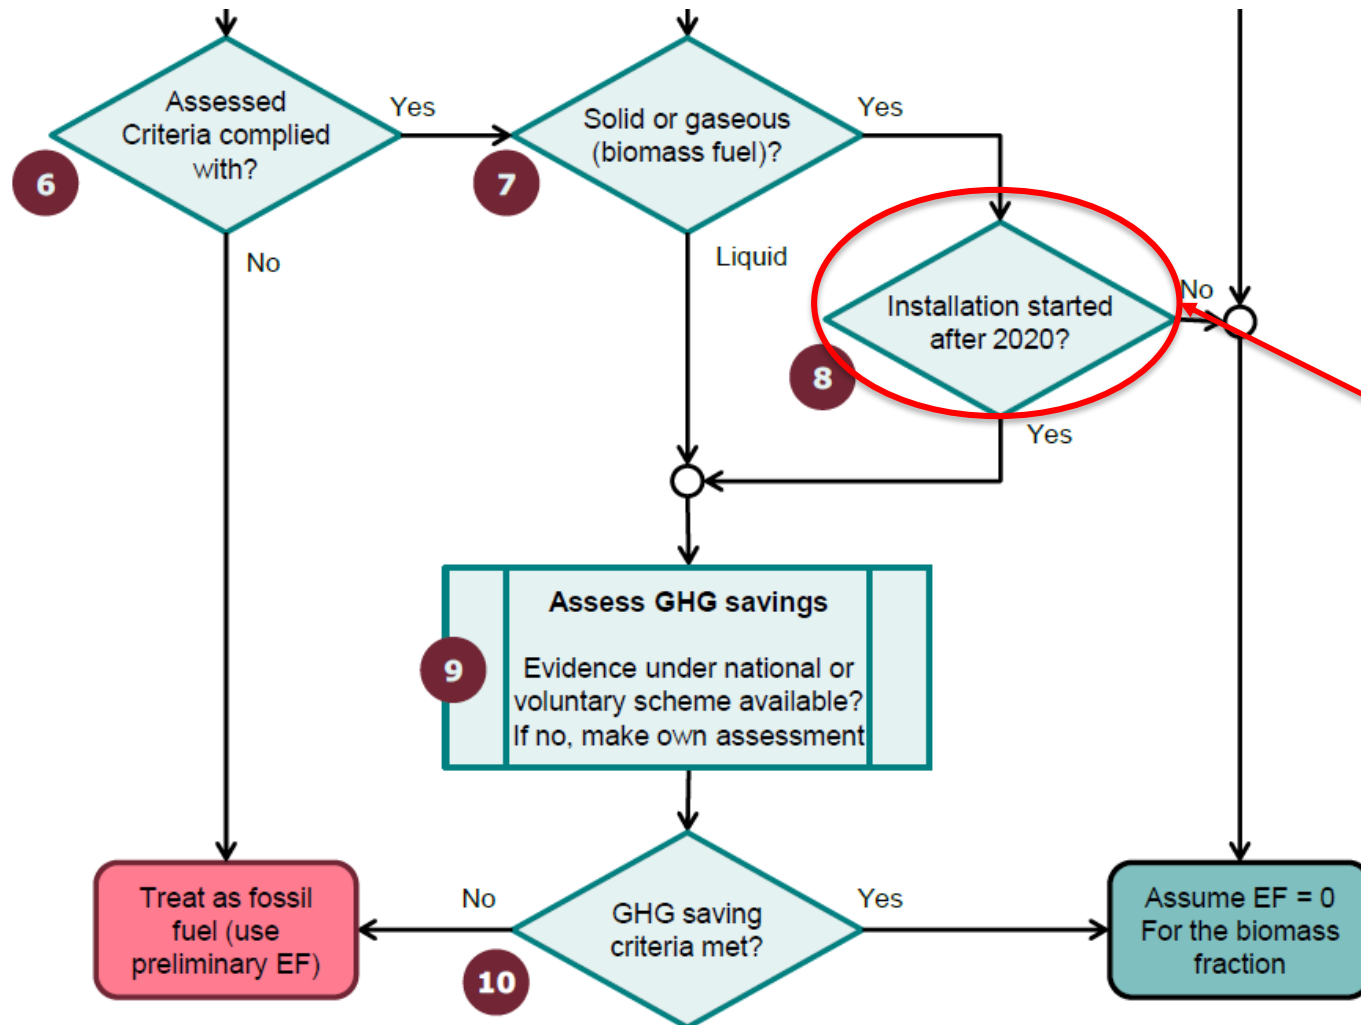 Assessed
Criteria complied
with?
Yes
6
No
Solid or gaseous
(biomass fuel)?
Yes
7
Liquid
Installation started
after 2020?
No
8
Yes
Assess GHG savings
Evidence under national or
voluntary scheme available?
If no, make own assessment
9
Treat as fossil
fuel (use
preliminary EF)
No
GHG saving
criteria met?
Yes
10
Assume EF = 0
For the biomass
fraction